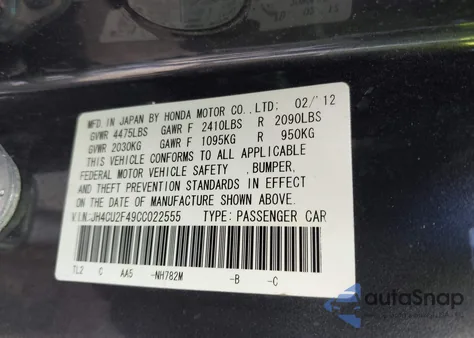 MFD. IN JAPAN BY HONDA MOTOR CO.,LTD: 02/'12
GVWR 4475LBS GAWR F 2410LBS R 2090LBS
GVWR 2030KG GAWR F 1095KG R 950KG
THIS VEHICLE CONFORMS TO ALL APPLICABLE
FEDERAL MOTOR VEHICLE SAFETY ,BUMPER,
AND THEFT PREVENTION STANDARDS IN EFFECT
ON THE DATE OF MANUFACTURE SHOWN ABOVE.
V.I.N:JH4CU2F49CC022555 TYPE: PASSENGER CAR
TL2 C AA5 -NH782M -B -C
autoSnap